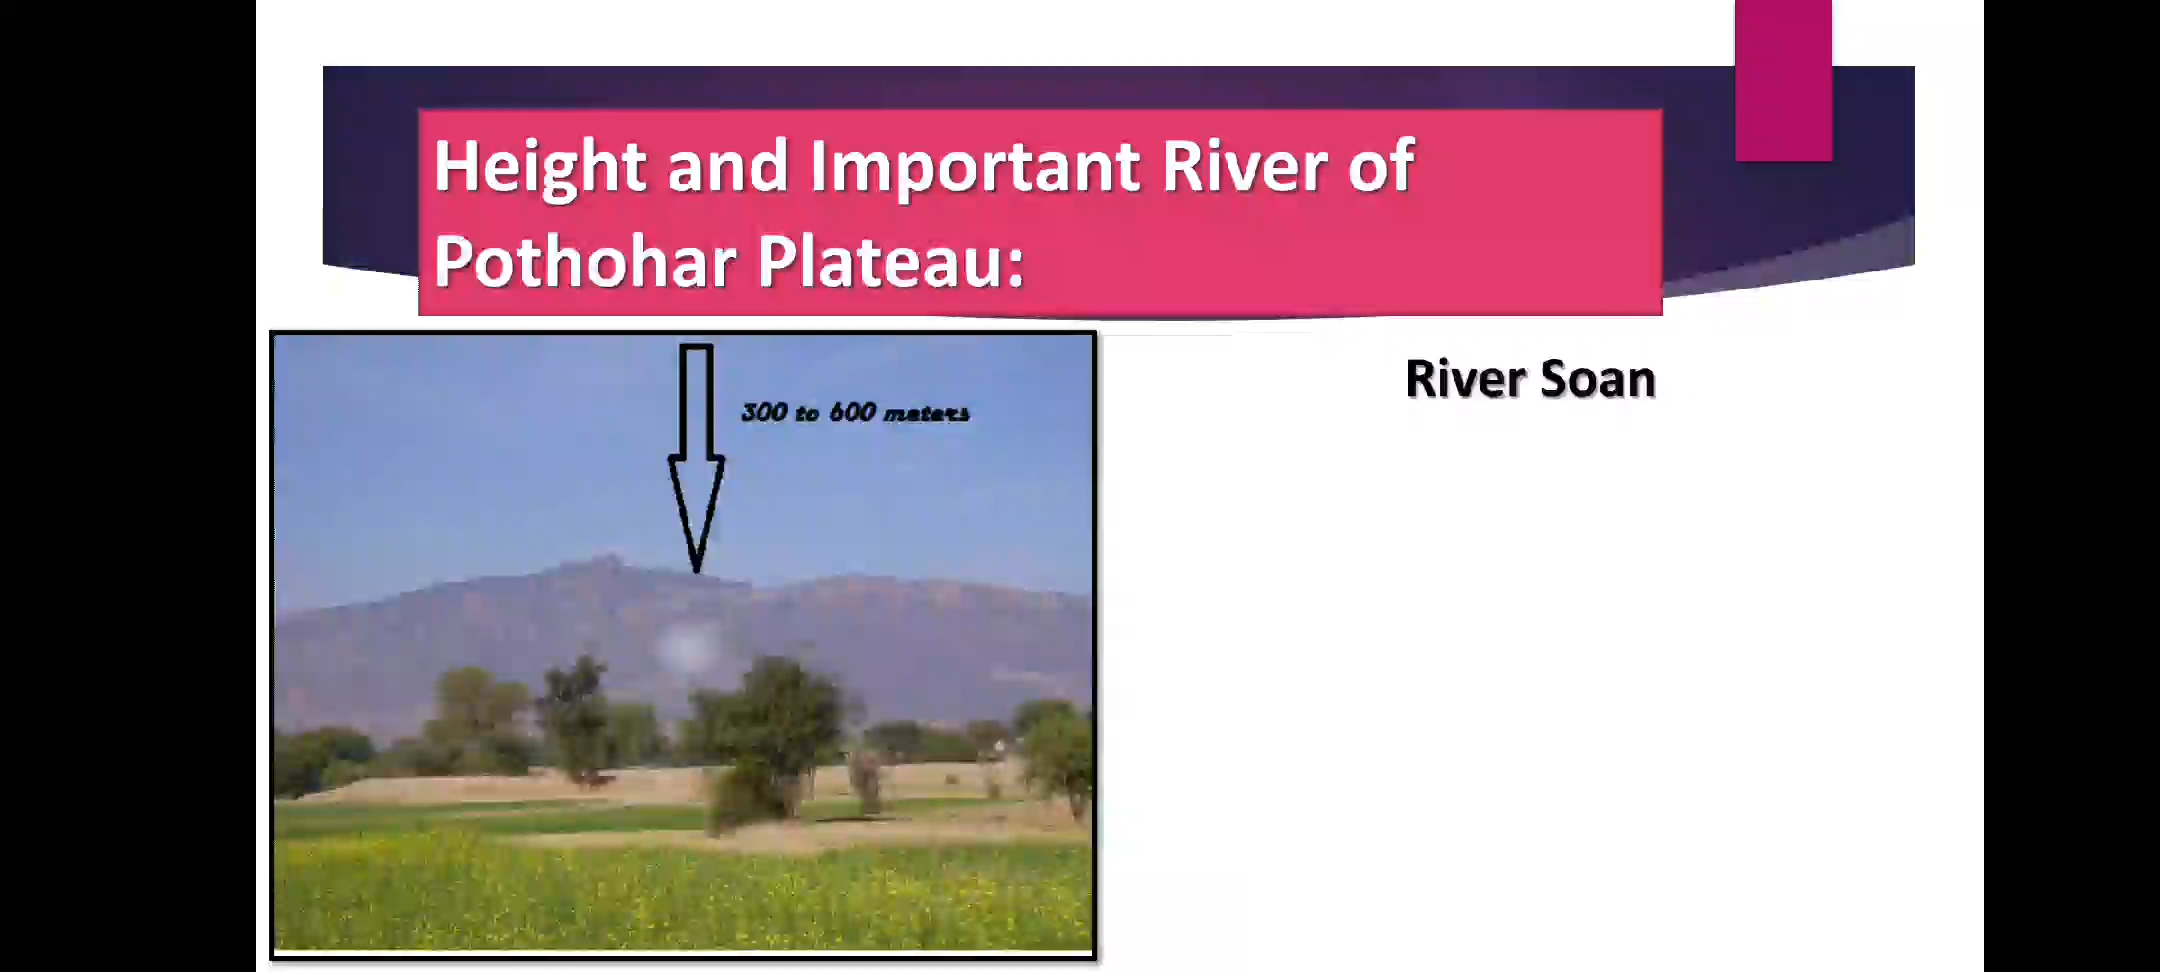 Height and Important River of
Pothohar Plateau:
300 to 600 meters
River Soan